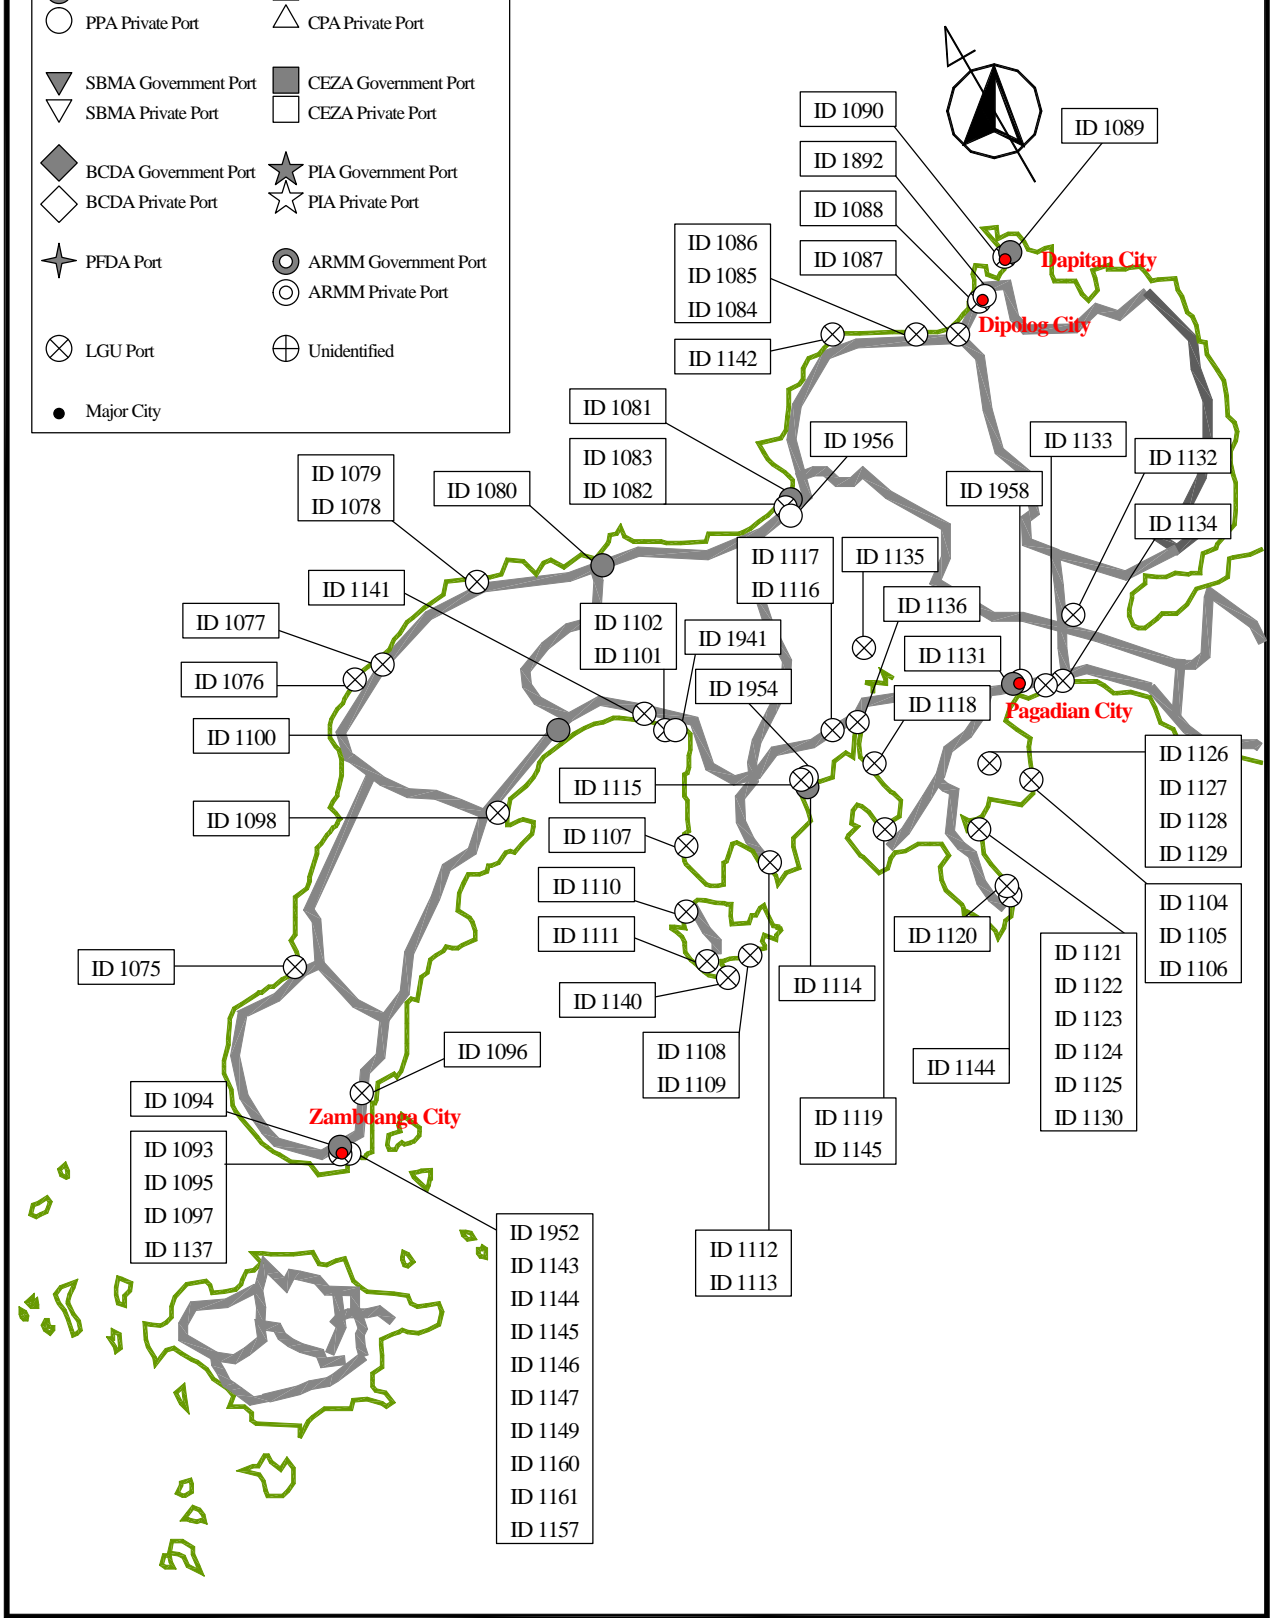 PPA Private Port
CPA Private Port
SBMA Government Port
CEZA Government Port
SBMA Private Port
CEZA Private Port
BCDA Government Port
PIA Government Port
BCDA Private Port
PIA Private Port
PFDA Port
ARMM Government Port
ARMM Private Port
LGU Port
Unidentified
Major City
ID 1090
ID 1089
ID 1892
ID 1088
ID 1087
ID 1086
ID 1085
ID 1084
ID 1142
Dapitan City
Dipolog City
ID 1081
ID 1083
ID 1082
ID 1956
ID 1133
ID 1132
ID 1079
ID 1078
ID 1080
ID 1958
ID 1134
ID 1117
ID 1116
ID 1135
ID 1141
ID 1136
ID 1077
ID 1102
ID 1101
ID 1941
ID 1131
ID 1076
ID 1954
ID 1118
Pagadian City
ID 1100
ID 1126
ID 1127
ID 1128
ID 1129
ID 1115
ID 1098
ID 1107
ID 1110
ID 1104
ID 1105
ID 1106
ID 1111
ID 1120
ID 1121
ID 1122
ID 1123
ID 1124
ID 1125
ID 1130
ID 1075
ID 1114
ID 1140
ID 1096
ID 1108
ID 1109
ID 1144
ID 1094
Zamboanga City
ID 1119
ID 1145
ID 1093
ID 1095
ID 1097
ID 1137
ID 1952
ID 1143
ID 1144
ID 1145
ID 1146
ID 1147
ID 1149
ID 1160
ID 1161
ID 1157
ID 1112
ID 1113